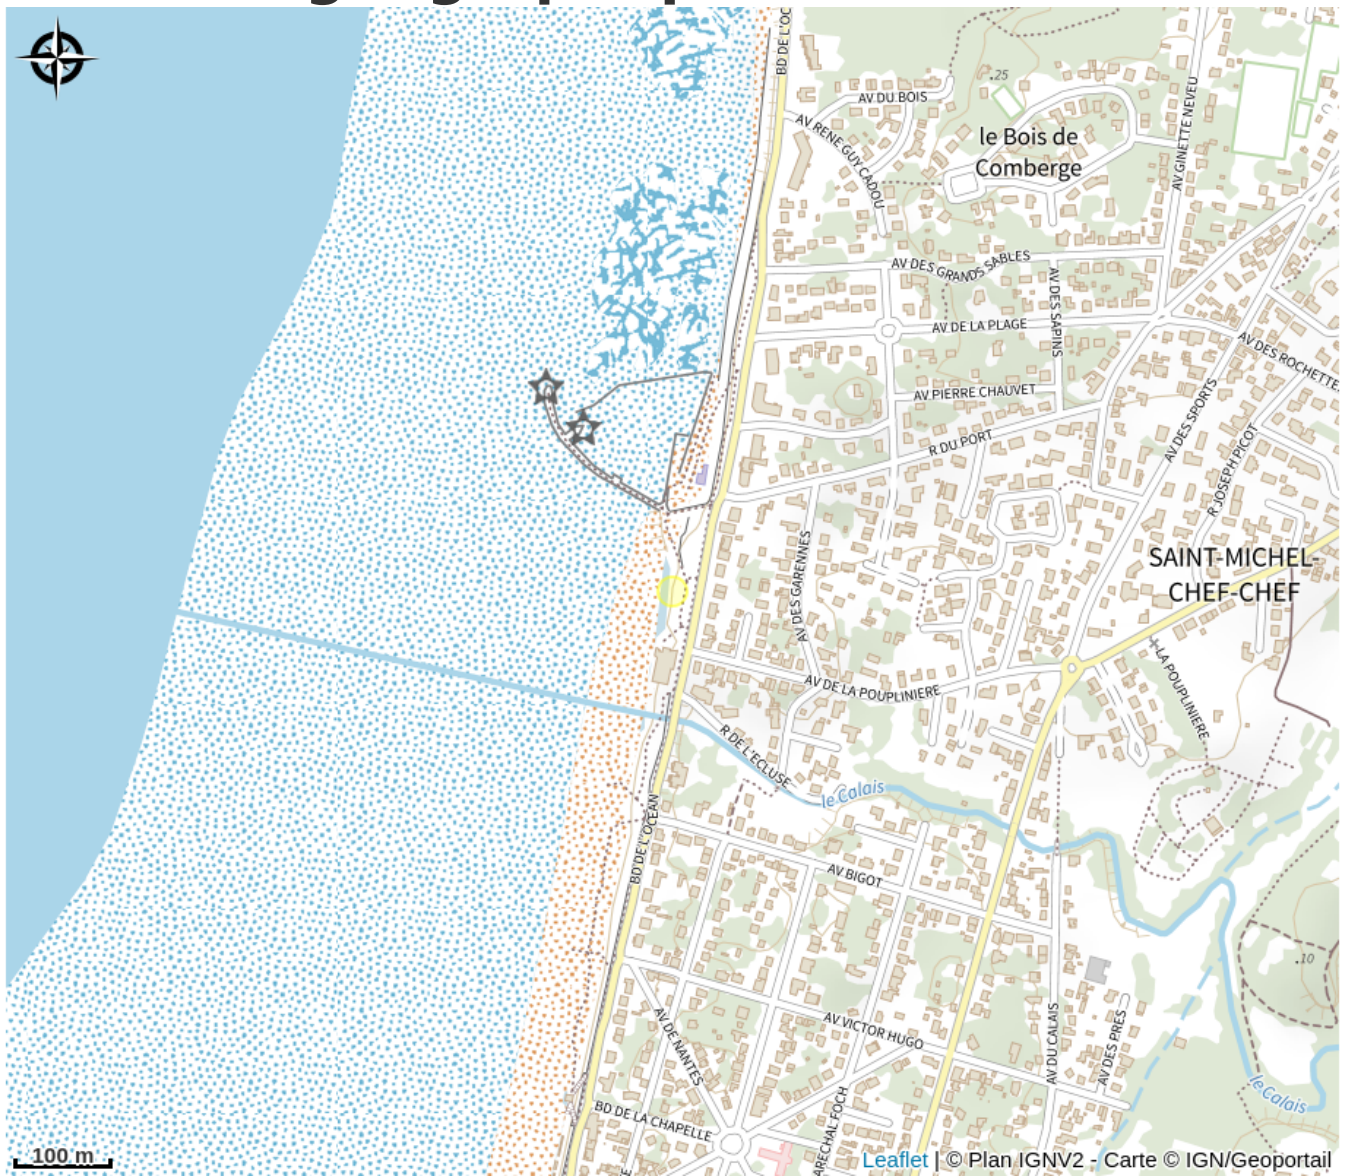 BD DE L'OC
AV DU BOIS
.25
AV RENE GUY CADOU
le Bois de
Comberge
AV GINETTE NEVEU
AV DES GRANDS SABLES
AV DES SAPINS
AV DE LA PLAGE
AV DES ROCHETTE
AV PIERRE CHAUVET
AV DES SPORTS
R DU PORT
R JOSEPH PICOT
AV DES GARENNES
SAINT-MICHEL-
CHEF-CHEF
LA POUPLINIERE
AV DE LA POUPLINIERE
R DE L'ECLUSE
le Calais
BD DE L'OCEAN
AV BIGOT
.10
AV DE NANTES
AV VICTOR HUGO
AV DU CALAIS
AV DES PRES
le Calais
BD DE LA CHAPELLE
ARECHAL FOCH
100 m
Leaflet | © Plan IGNV2 - Carte © IGN/Geoportail